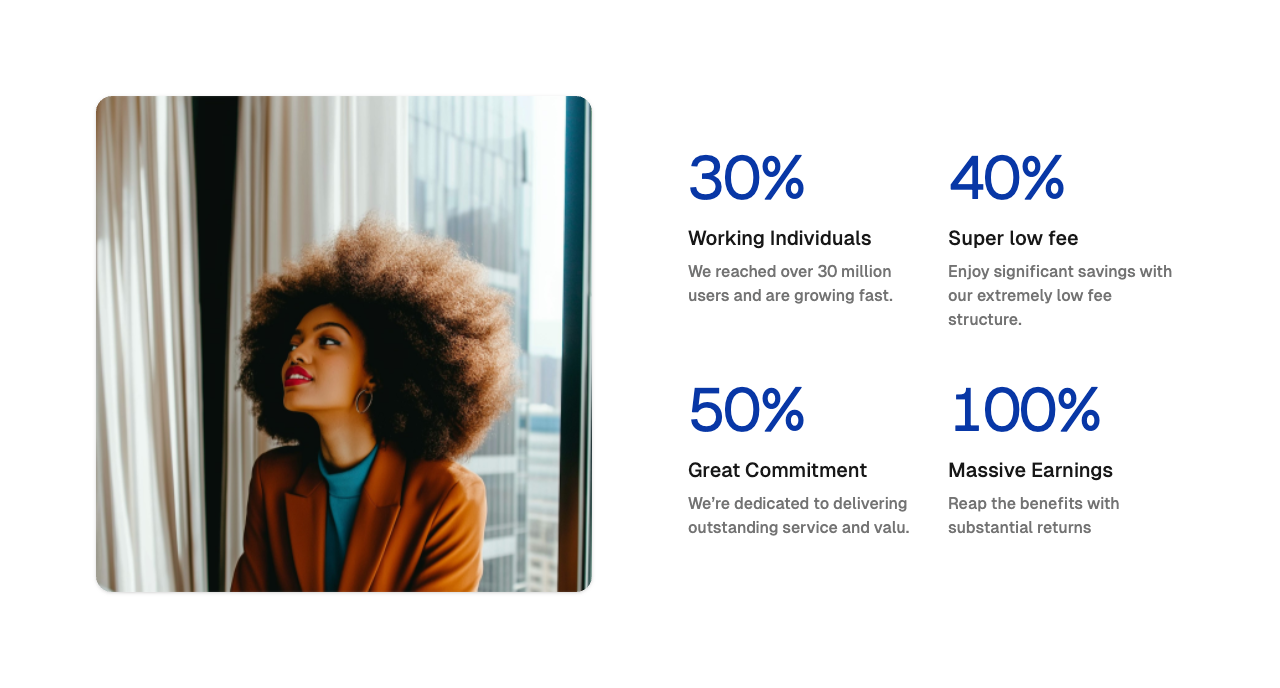 30%
Working Individuals
We reached over 30 million
users and are growing fast.
40%
Super low fee
Enjoy significant savings with
our extremely low fee
structure.
50%
Great Commitment
We’re dedicated to delivering
outstanding service and valu.
100%
Massive Earnings
Reap the benefits with
substantial returns